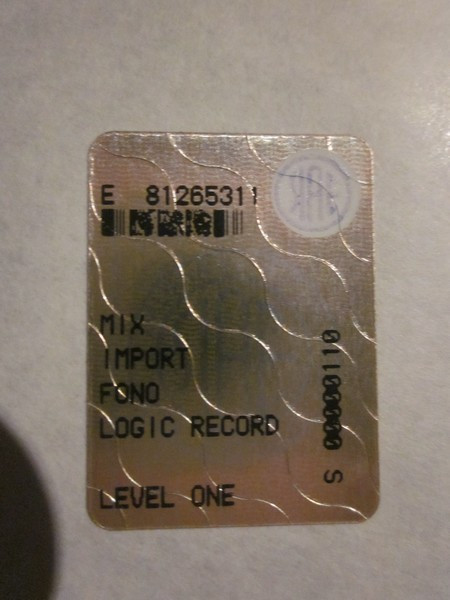 E 81265311
MIX
IMPORT
FONO
LOGIC RECORD
LEVEL ONE
S 00000110